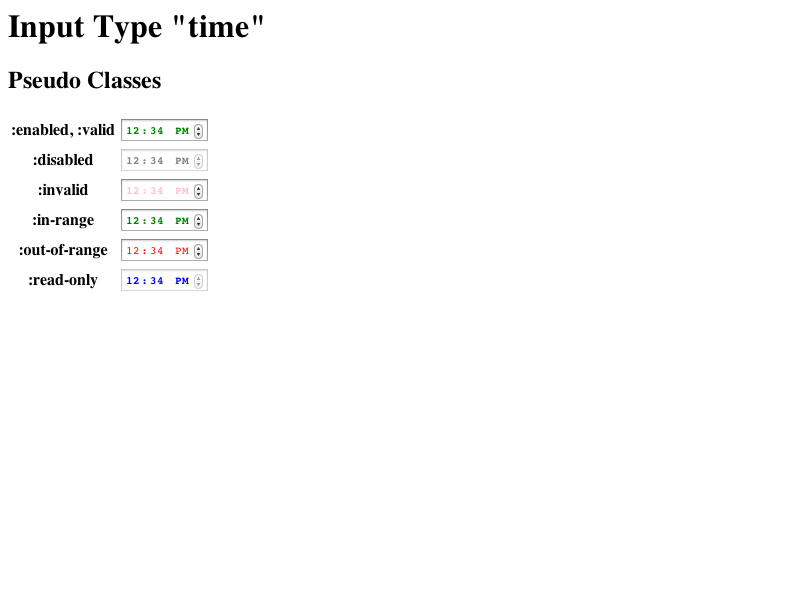 Input Type "time"
Pseudo Classes
:enabled, :valid 12:34 PM
:disabled 12:34 PM
:invalid 12:34 PM
:in-range 12:34 PM
:out-of-range 12:34 PM
:read-only 12:34 PM